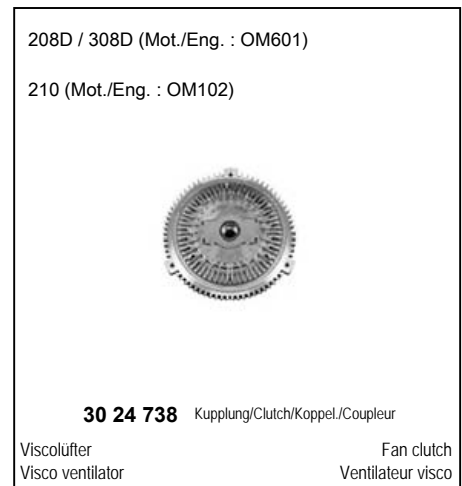 208D / 308D (Mot./Eng. : OM601)
210 (Mot./Eng. : OM102)
30 24 738 Kupplung/Clutch/Koppel./Coupleur
Viscolüfter Fan clutch
Visco ventilator Ventilateur visco